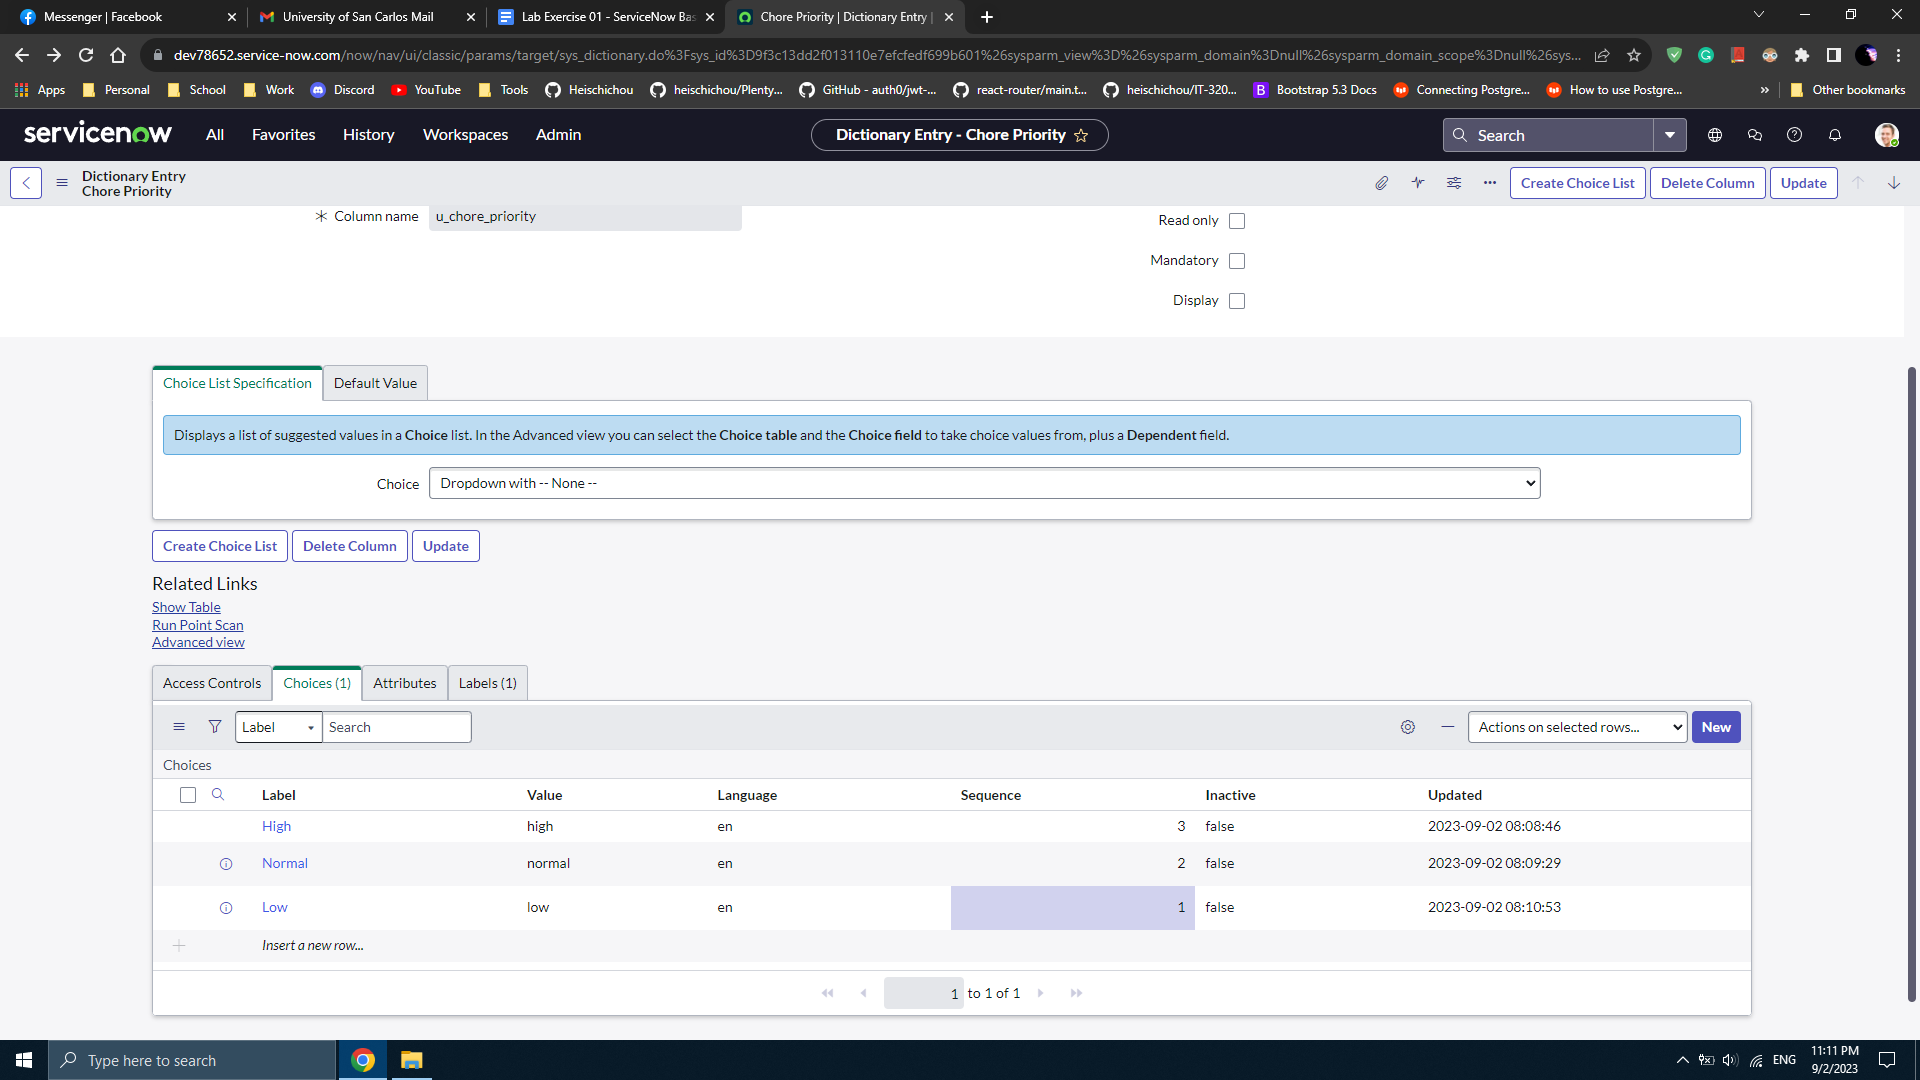 Messenger | Facebook
University of San Carlos Mail
Lab Exercise 01 - ServiceNow Bas
Chore Priority | Dictionary Entry |
dev78652.service-now.com/now/nav/ui/classic/params/target/sys_dictionary.do%3Fsys_id%3D9f3c13dd2f013110e7efcfedf699b601%26sysparm_view%3D%26sysparm_domain%3Dnull%26sysparm_domain_scope%3Dnull%26sys...
Apps
Personal
School
Work
Discord
YouTube
Tools
Heischichou
heischichou/Plenty...
GitHub - auth0/jwt-...
react-router/main.t...
heischichou/IT-320...
Bootstrap 5.3 Docs
Connecting Postgre...
How to use Postgre...
»
Other bookmarks
servicenow
All
Favorites
History
Workspaces
Admin
Dictionary Entry - Chore Priority
Search
Dictionary Entry
Chore Priority
Create Choice List
Delete Column
Update
Column name
u_chore_priority
Read only
Mandatory
Display
Choice List Specification
Default Value
Displays a list of suggested values in a Choice list. In the Advanced view you can select the Choice table and the Choice field to take choice values from, plus a Dependent field.
Choice
Dropdown with -- None --
Create Choice List
Delete Column
Update
Related Links
Show Table
Run Point Scan
Advanced view
Access Controls
Choices (1)
Attributes
Labels (1)
Label
Search
Actions on selected rows...
New
Choices
Label Value Language Sequence Inactive Updated
High high en 3 false 2023-09-02 08:08:46
Normal normal en 2 false 2023-09-02 08:09:29
Low low en 1 false 2023-09-02 08:10:53
Insert a new row...
1 to 1 of 1
Type here to search
ENG
11:11 PM
9/2/2023